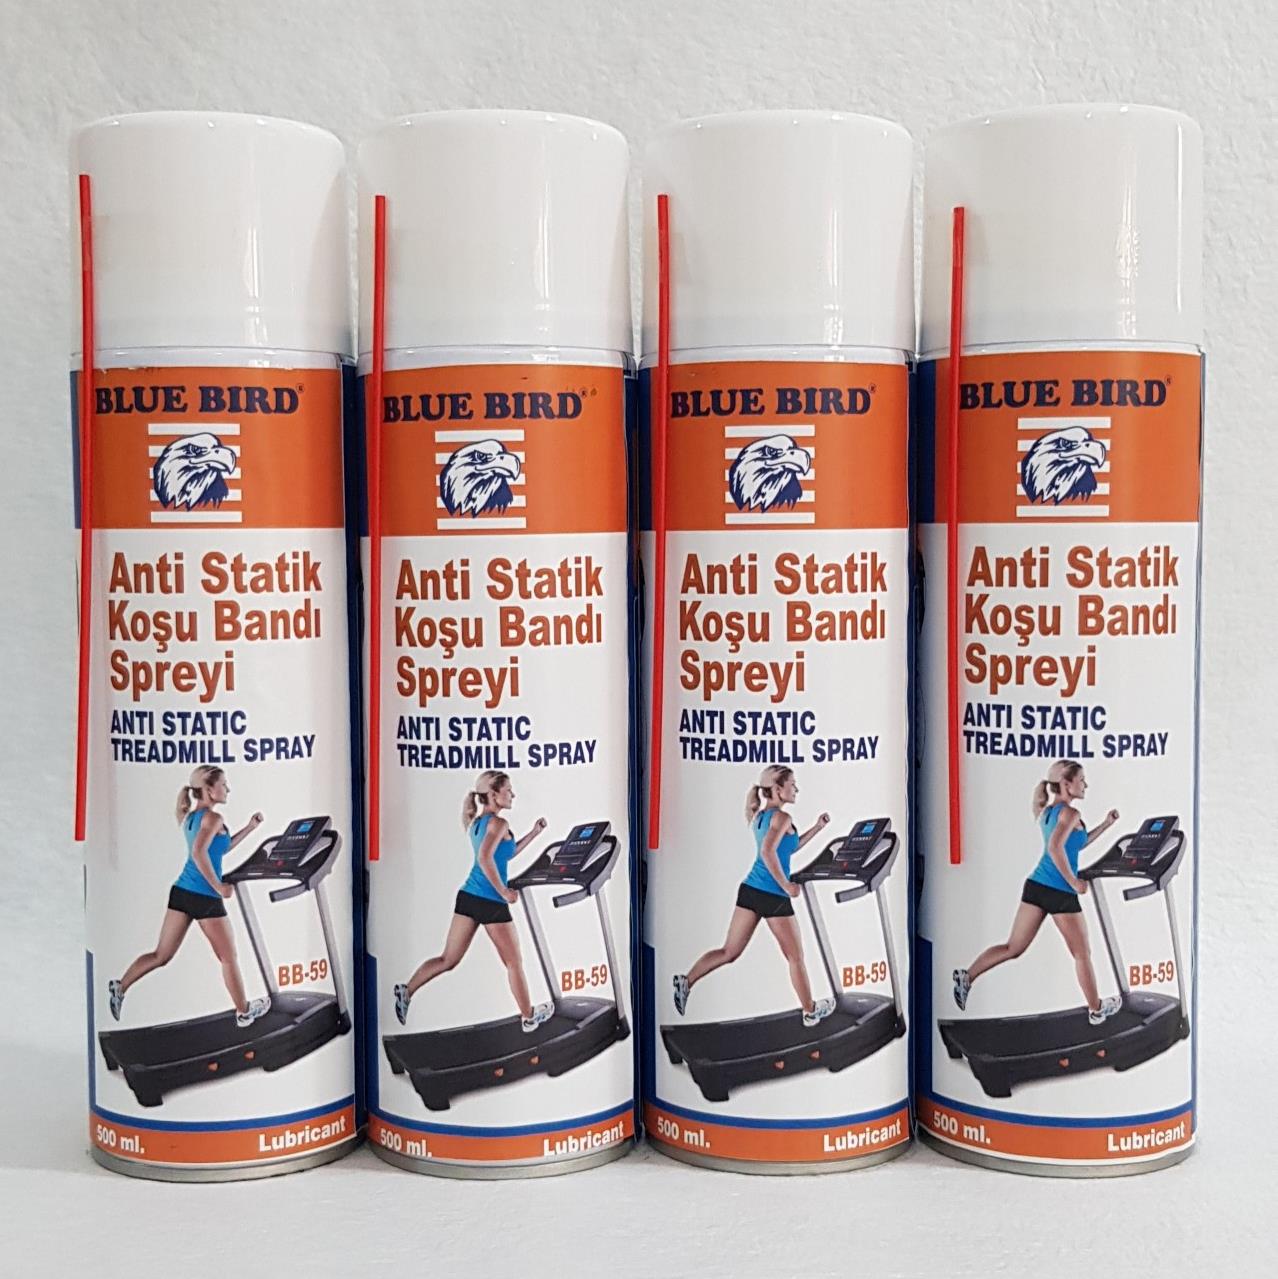 BLUE BIRD®
Anti Statik
Koşu Bandı
Spreyi
ANTI STATIC
TREADMILL SPRAY
BB-59
500 ml.
Lubricant
BLUE BIRD®
Anti Statik
Koşu Bandı
Spreyi
ANTI STATIC
TREADMILL SPRAY
BB-59
500 ml.
Lubricant
BLUE BIRD®
Anti Statik
Koşu Bandı
Spreyi
ANTI STATIC
TREADMILL SPRAY
BB-59
500 ml.
Lubricant
BLUE BIRD®
Anti Statik
Koşu Bandı
Spreyi
ANTI STATIC
TREADMILL SPRAY
BB-59
500 ml.
Lubricant